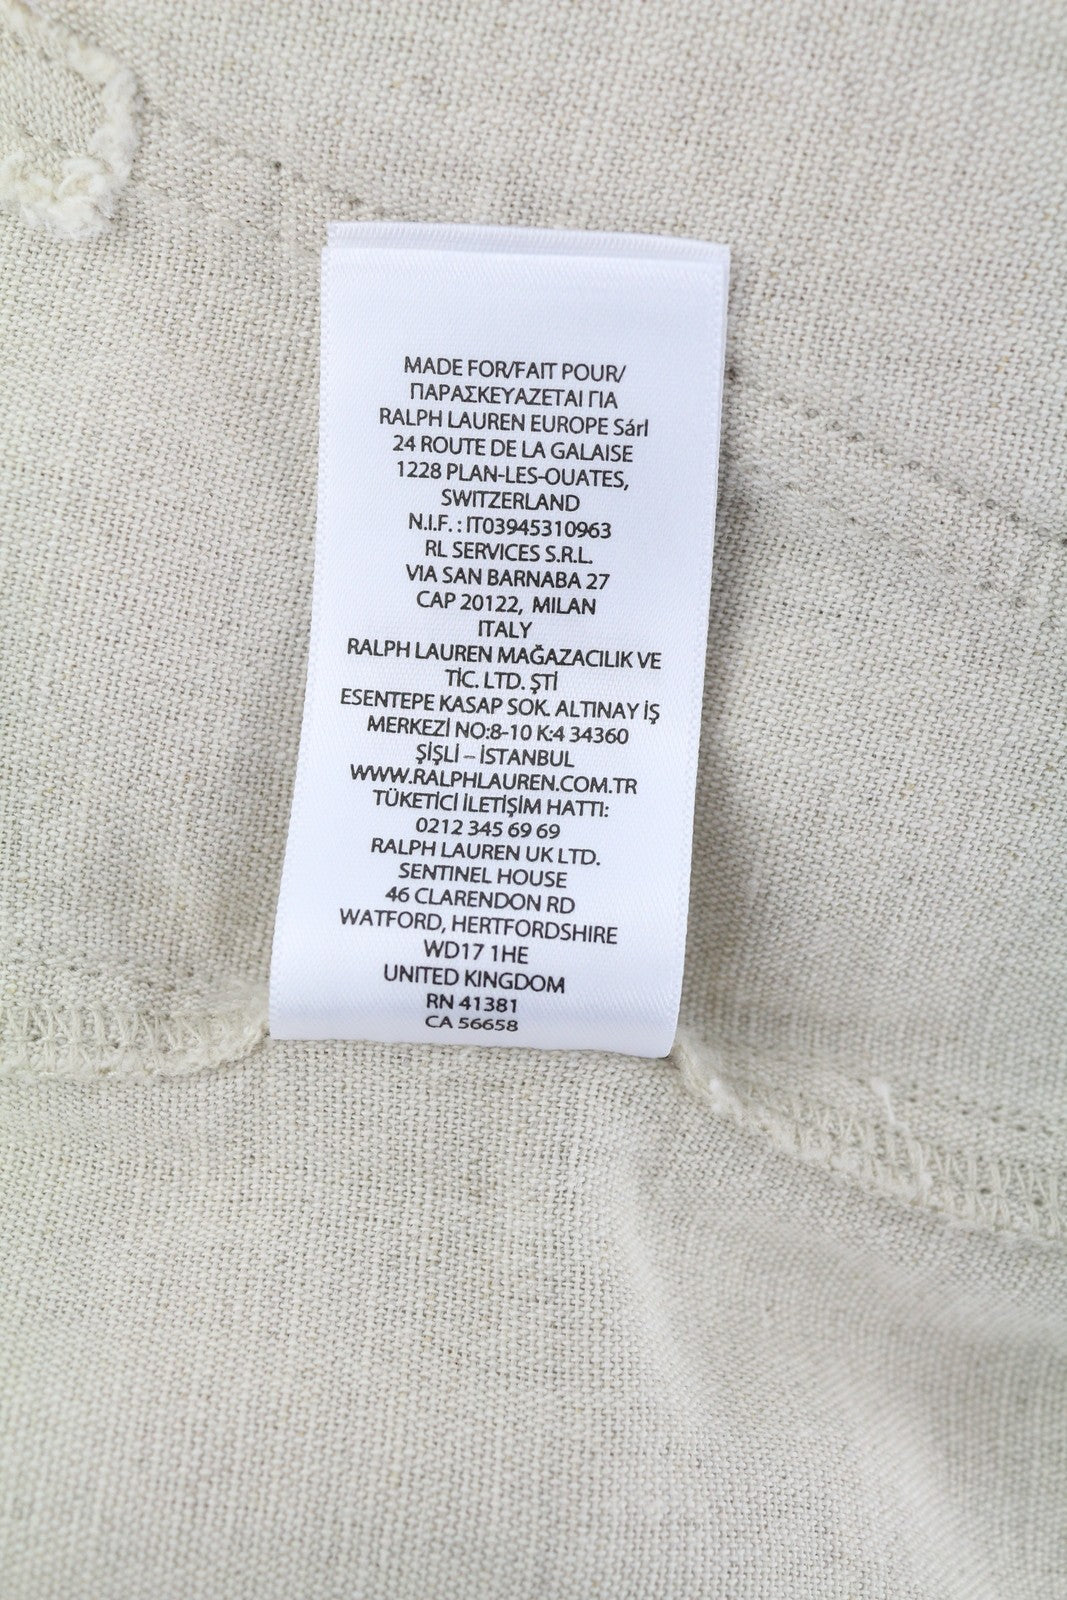 MADE FOR/FAIT POUR/
ΠΑΡΑΣΚΕΥΑΖΕΤΑΙ ΓΙΑ
RALPH LAUREN EUROPE Sárl
24 ROUTE DE LA GALAISE
1228 PLAN-LES-OUATES,
SWITZERLAND
N.I.F. : IT03945310963
RL SERVICES S.R.L.
VIA SAN BARNABA 27
CAP 20122, MILAN
ITALY
RALPH LAUREN MAĞAZACILIK VE
TİC. LTD. ŞTİ
ESENTEPE KASAP SOK. ALTINAY İŞ
MERKEZİ NO:8-10 K:4 34360
ŞİŞLİ – İSTANBUL
WWW.RALPHLAUREN.COM.TR
TÜKETİCİ İLETİŞİM HATTI:
0212 345 69 69
RALPH LAUREN UK LTD.
SENTINEL HOUSE
46 CLARENDON RD
WATFORD, HERTFORDSHIRE
WD17 1HE
UNITED KINGDOM
RN 41381
CA 56658